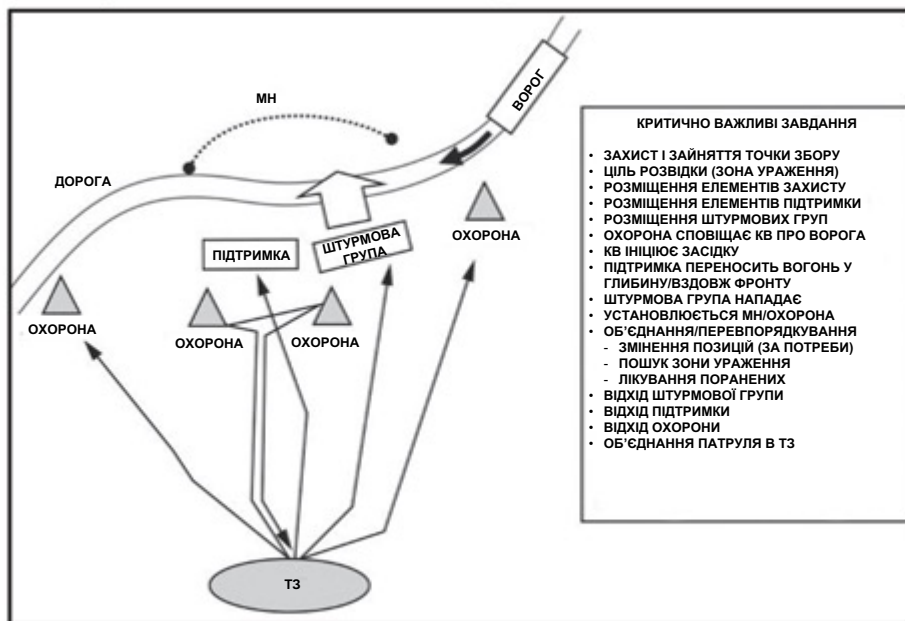 МН
ВОРОГ
ДОРОГА
ОХОРОНА
ПІДТРИМКА
ШТУРМОВА
ГРУПА
ОХОРОНА
ОХОРОНА
ОХОРОНА
ТЗ
КРИТИЧНО ВАЖЛИВІ ЗАВДАННЯ
• ЗАХИСТ І ЗАЙНЯТТЯ ТОЧКИ ЗБОРУ
• ЦІЛЬ РОЗВІДКИ (ЗОНА УРАЖЕННЯ)
• РОЗМІЩЕННЯ ЕЛЕМЕНТІВ ЗАХИСТУ
• РОЗМІЩЕННЯ ЕЛЕМЕНТІВ ПІДТРИМКИ
• РОЗМІЩЕННЯ ШТУРМОВИХ ГРУП
• ОХОРОНА СПОВІЩАЄ КВ ПРО ВОРОГА
• КВ ІНІЦІЮЄ ЗАСІДКУ
• ПІДТРИМКА ПЕРЕНОСИТЬ ВОГОНЬ У
ГЛИБИНУ/ВЗДОВЖ ФРОНТУ
• ШТУРМОВА ГРУПА НАПАДАЄ
• УСТАНОВЛЮЄТЬСЯ МН/ОХОРОНА
• ОБ’ЄДНАННЯ/ПЕРЕВПОРЯДКУВАННЯ
- ЗМІНЕННЯ ПОЗИЦІЙ (ЗА ПОТРЕБИ)
- ПОШУК ЗОНИ УРАЖЕННЯ
- ЛІКУВАННЯ ПОРАНЕНИХ
• ВІДХІД ШТУРМОВОЇ ГРУПИ
• ВІДХІД ПІДТРИМКИ
• ВІДХІД ОХОРОНИ
• ОБ’ЄДНАННЯ ПАТРУЛЯ В ТЗ